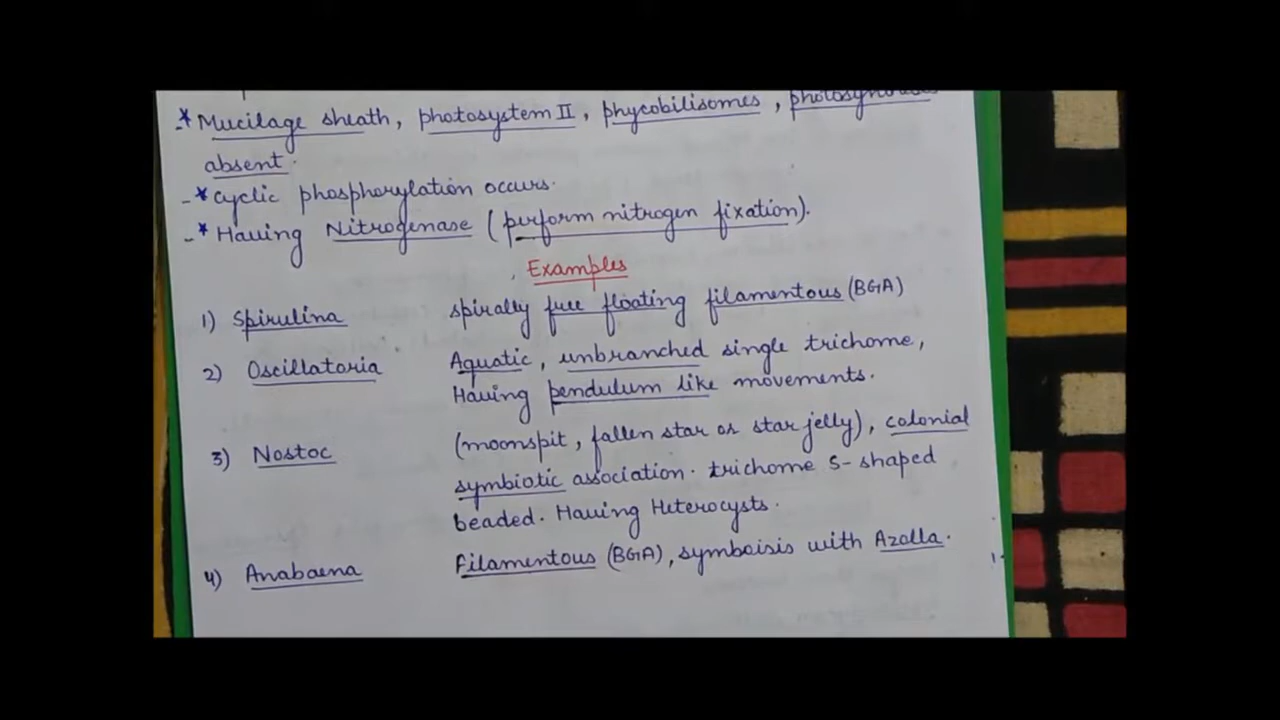 * Mucilage sheath, photosystem II, phycobilisomes, photosynthesis
absent.
- * Cyclic phosphorylation occurs.
- * Having Nitrogenase (perform nitrogen fixation).
Examples
1) Spirulina spirally free floating filamentous (BGA)
2) Oscillatoria Aquatic, unbranched single trichome,
Having pendulum like movements.
3) Nostoc (moonspit, fallen star or star jelly), colonial
symbiotic association. trichome S-shaped
beaded. Having Heterocysts.
4) Anabaena Filamentous (BGA), symboisis with Azolla.